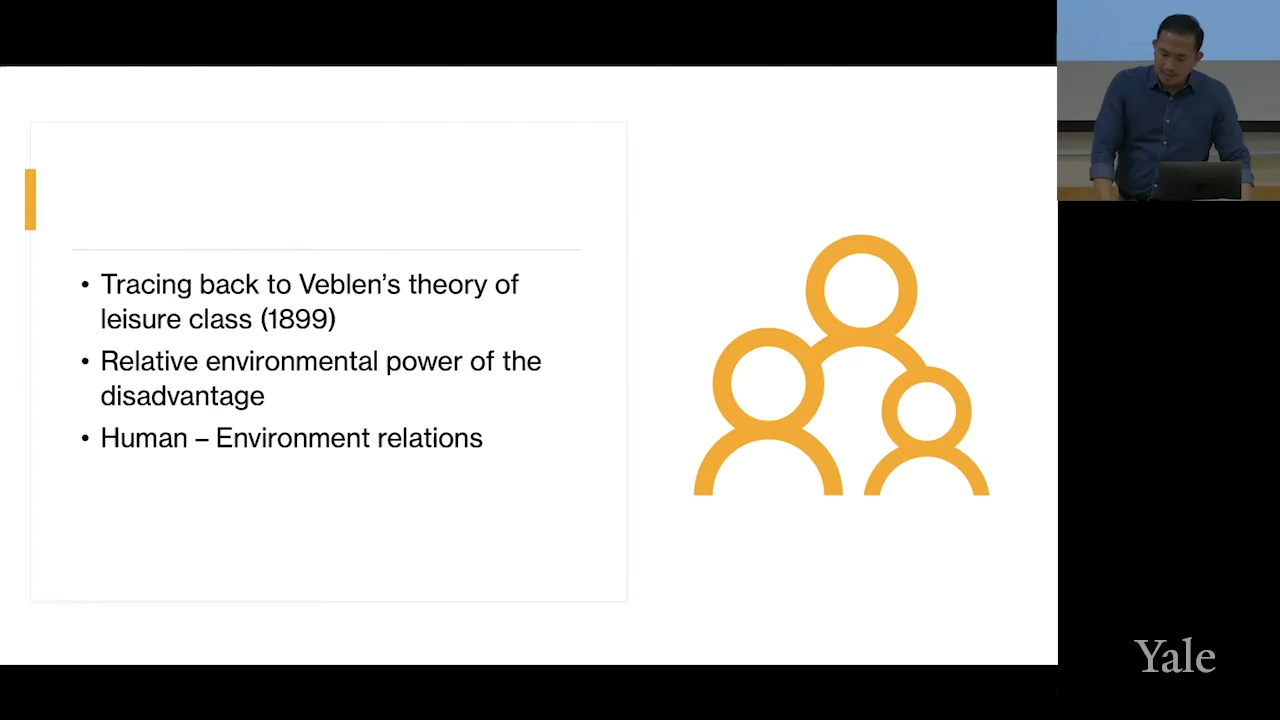 • Tracing back to Veblen’s theory of
leisure class (1899)
• Relative environmental power of the
disadvantage
• Human – Environment relations
Yale